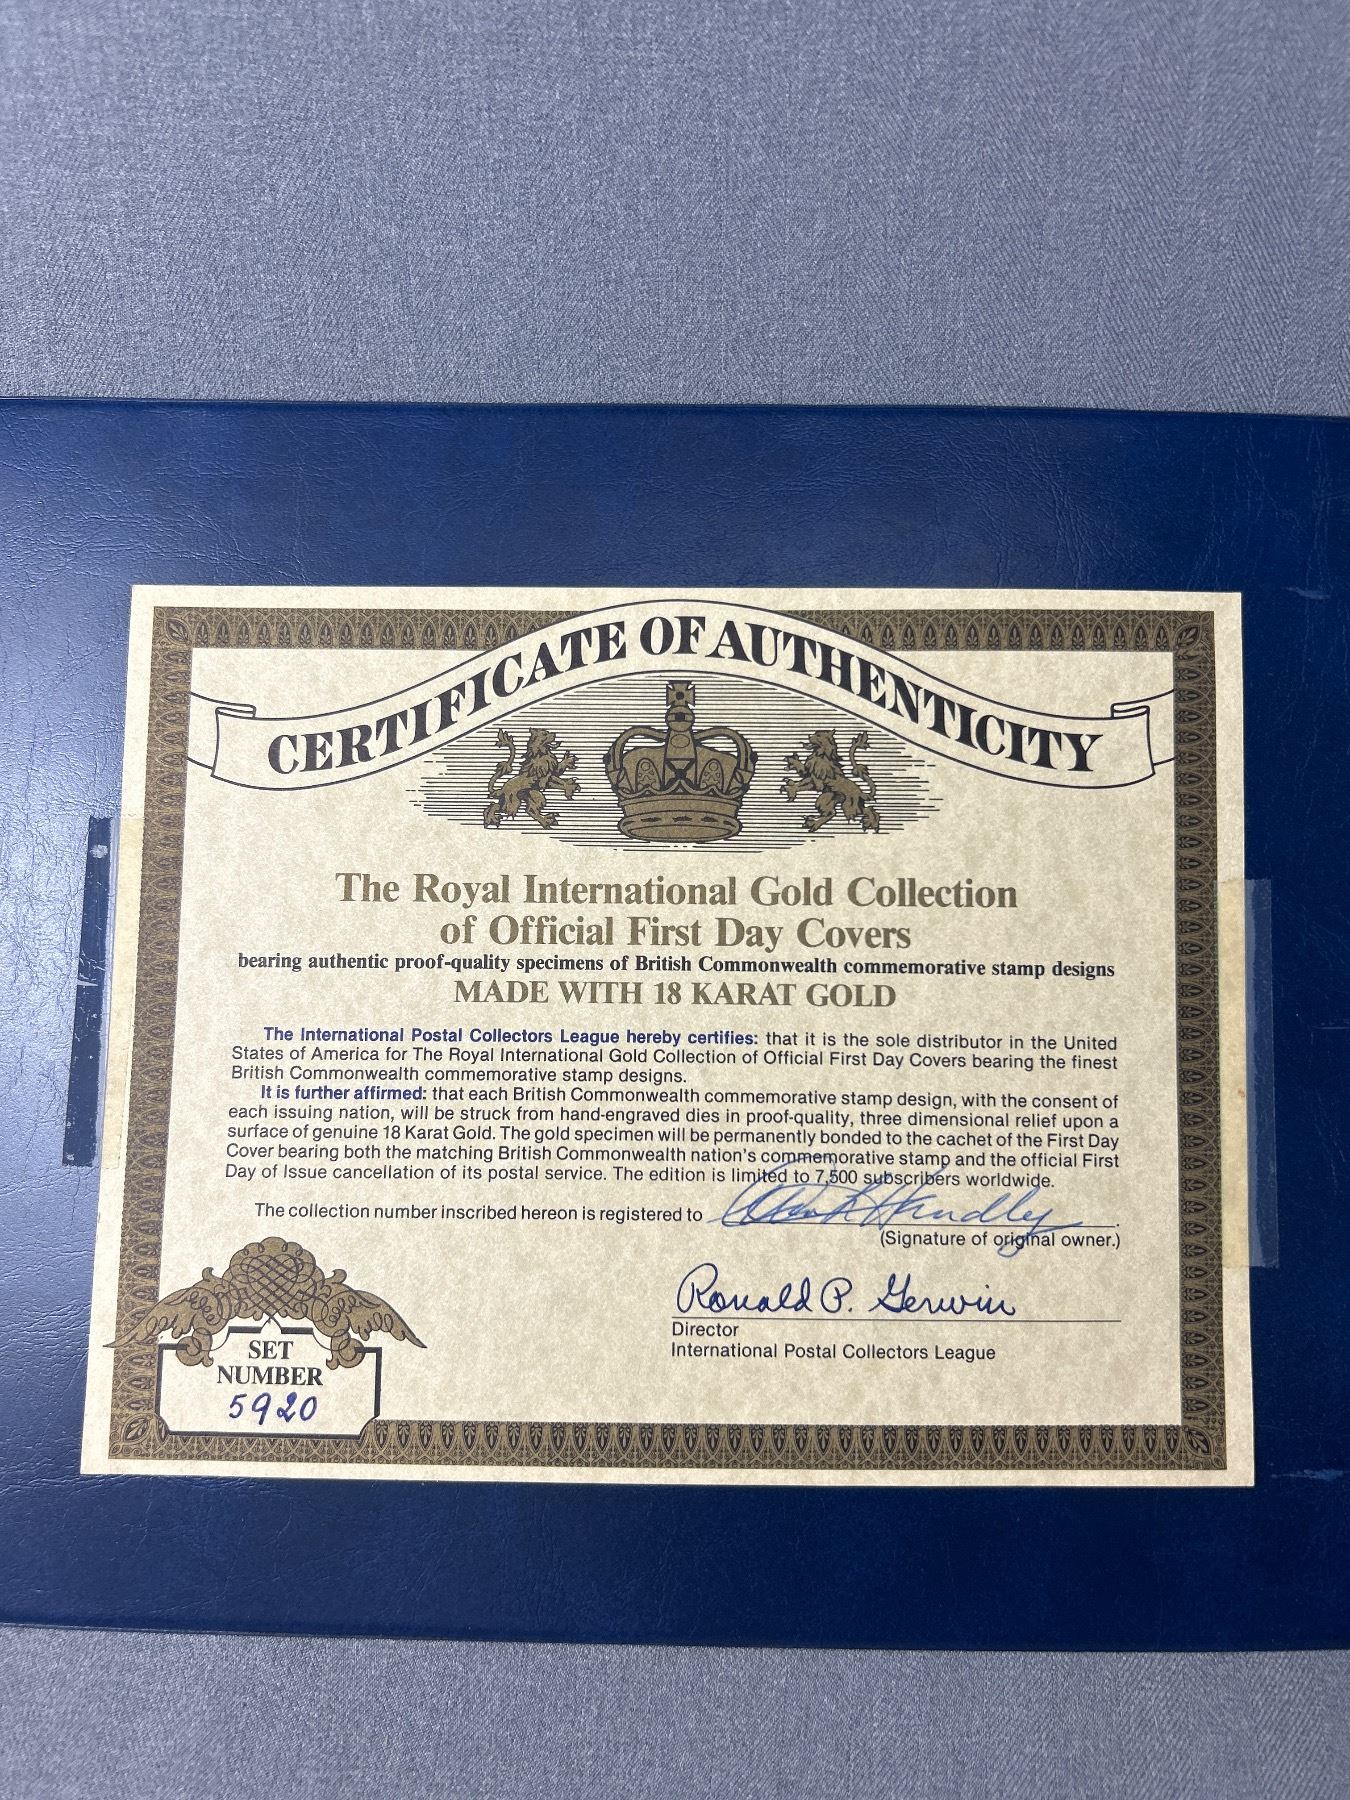 CERTIFICATE OF AUTHENTICITY
The Royal International Gold Collection
of Official First Day Covers
bearing authentic proof-quality specimens of British Commonwealth commemorative stamp designs
MADE WITH 18 KARAT GOLD
The International Postal Collectors League hereby certifies: that it is the sole distributor in the United
States of America for The Royal International Gold Collection of Official First Day Covers bearing the finest
British Commonwealth commemorative stamp designs.
It is further affirmed: that each British Commonwealth commemorative stamp design, with the consent of
each issuing nation, will be struck from hand-engraved dies in proof-quality, three dimensional relief upon a
surface of genuine 18 Karat Gold. The gold specimen will be permanently bonded to the cachet of the First Day
Cover bearing both the matching British Commonwealth nation's commemorative stamp and the official First
Day of Issue cancellation of its postal service. The edition is limited to 7,500 subscribers worldwide.
The collection number inscribed hereon is registered to Handley.
(Signature of original owner.)
Ronald P. Gerwin
Director
International Postal Collectors League
SET
NUMBER
5920